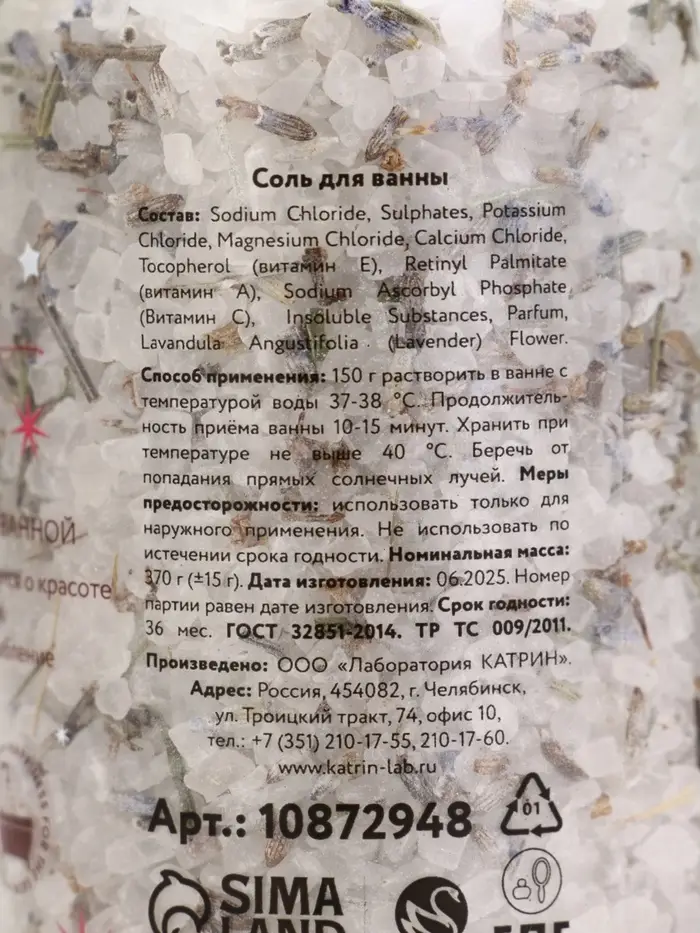 Соль для ванны
Состав: Sodium Chloride, Sulphates, Potassium
Chloride, Magnesium Chloride, Calcium Chloride,
Tocopherol (витамин Е), Retinyl Palmitate
(витамин А), Sodium Ascorbyl Phosphate
(Витамин С), Insoluble Substances, Parfum,
Lavandula Angustifolia (Lavender) Flower.
Способ применения: 150 г растворить в ванне с
температурой воды 37-38 °С. Продолжитель-
ность приёма ванны 10-15 минут. Хранить при
температуре не выше 40 °С. Беречь от
попадания прямых солнечных лучей. Меры
предосторожности: использовать только для
наружного применения. Не использовать по
истечении срока годности. Номинальная масса:
370 г (±15 г). Дата изготовления: 06.2025. Номер
партии равен дате изготовления. Срок годности:
36 мес. ГОСТ 32851-2014. ТР ТС 009/2011.
Произведено: ООО «Лаборатория КАТРИН».
Адрес: Россия, 454082, г. Челябинск,
ул. Троицкий тракт, 74, офис 10,
тел.: +7 (351) 210-17-55, 210-17-60.
www.katrin-lab.ru
Арт.: 10872948
01
SIMA
LAND
ВАННОЙ
о красоте